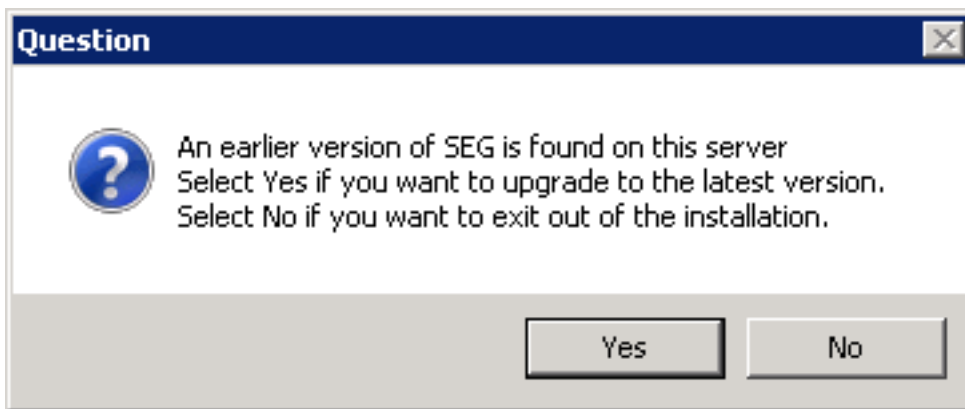 Question
An earlier version of SEG is found on this server
Select Yes if you want to upgrade to the latest version.
Select No if you want to exit out of the installation.
Yes
No